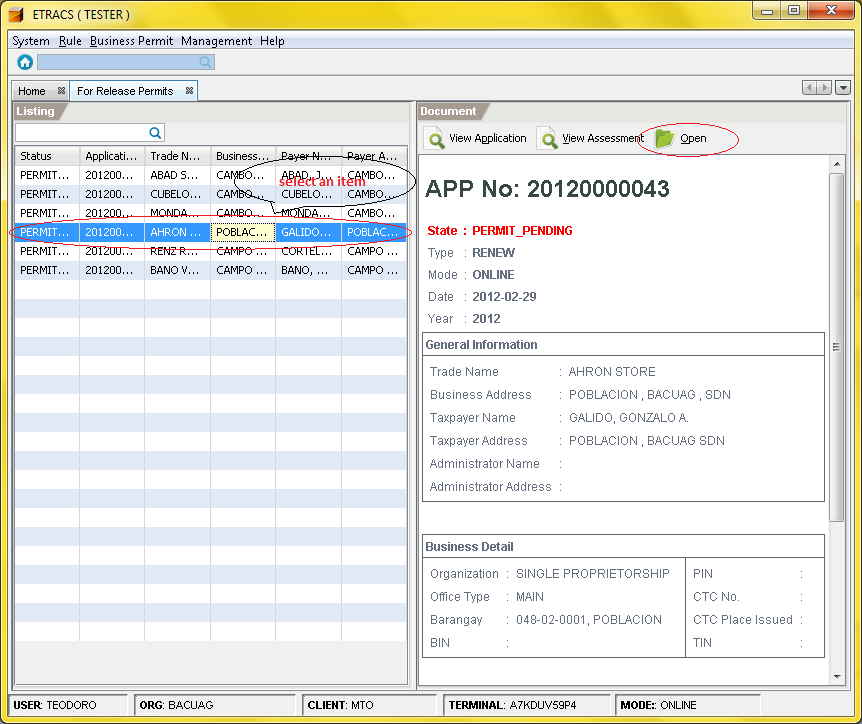 ETRACS ( TESTER )
System Rule Business Permit Management Help
Home For Release Permits
Listing
Status Applicati... Trade N... Business... Payer N... Payer A...
PERMIT... 201200... ABAD S... CAMBO... ABAD, J... CAMBO...
PERMIT... 201200... CUBELO... CAMBO... CUBELO... CAMBO...
PERMIT... 201200... MONDA... CAMBO... MONDA... CAMBO...
PERMIT... 201200... AHRON ... POBLAC... GALIDO... POBLAC...
PERMIT... 201200... RENZ R... CAMPO ... CORTEL... CAMPO ...
PERMIT... 201200... BANO V... CAMPO ... BANO, ... CAMPO ...
select an item
Document
View Application View Assessment Open
APP No: 20120000043
State : PERMIT_PENDING
Type : RENEW
Mode : ONLINE
Date : 2012-02-29
Year : 2012
General Information
Trade Name : AHRON STORE
Business Address : POBLACION , BACUAG , SDN
Taxpayer Name : GALIDO, GONZALO A.
Taxpayer Address : POBLACION , BACUAG SDN
Administrator Name :
Administrator Address :
Business Detail
Organization : SINGLE PROPRIETORSHIP PIN :
Office Type : MAIN CTC No. :
Barangay : 048-02-0001, POBLACION CTC Place Issued :
BIN : TIN :
USER: TEODORO ORG: BACUAG CLIENT: MTO TERMINAL: A7KDUV59P4 MODE: ONLINE